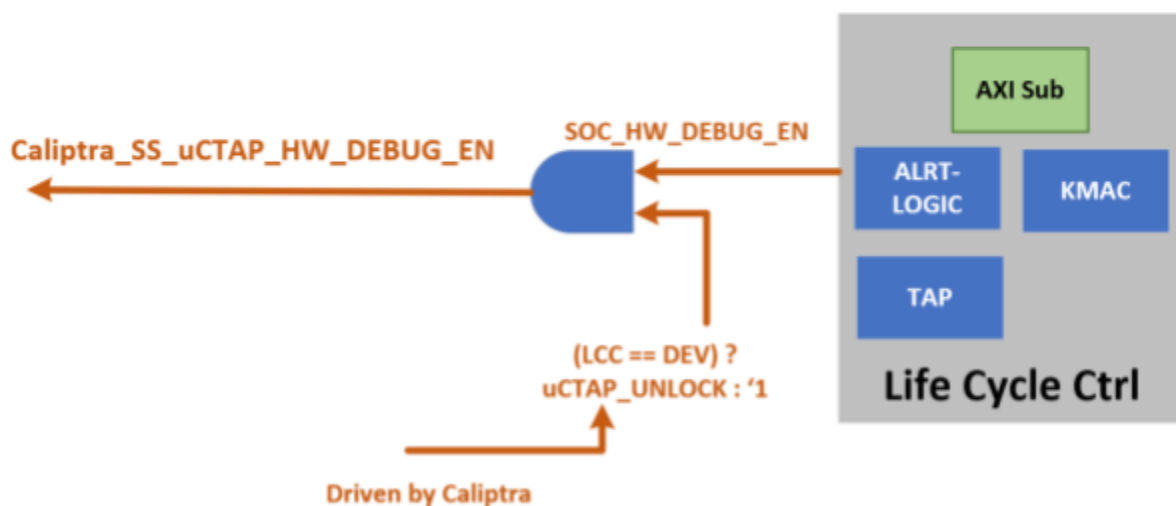 AXI Sub
SOC_HW_DEBUG_EN
Caliptra_SS_uCTAP_HW_DEBUG_EN
ALRT-
LOGIC
KMAC
TAP
(LCC == DEV) ?
uCTAP_UNLOCK : ‘1
Life Cycle Ctrl
Driven by Caliptra